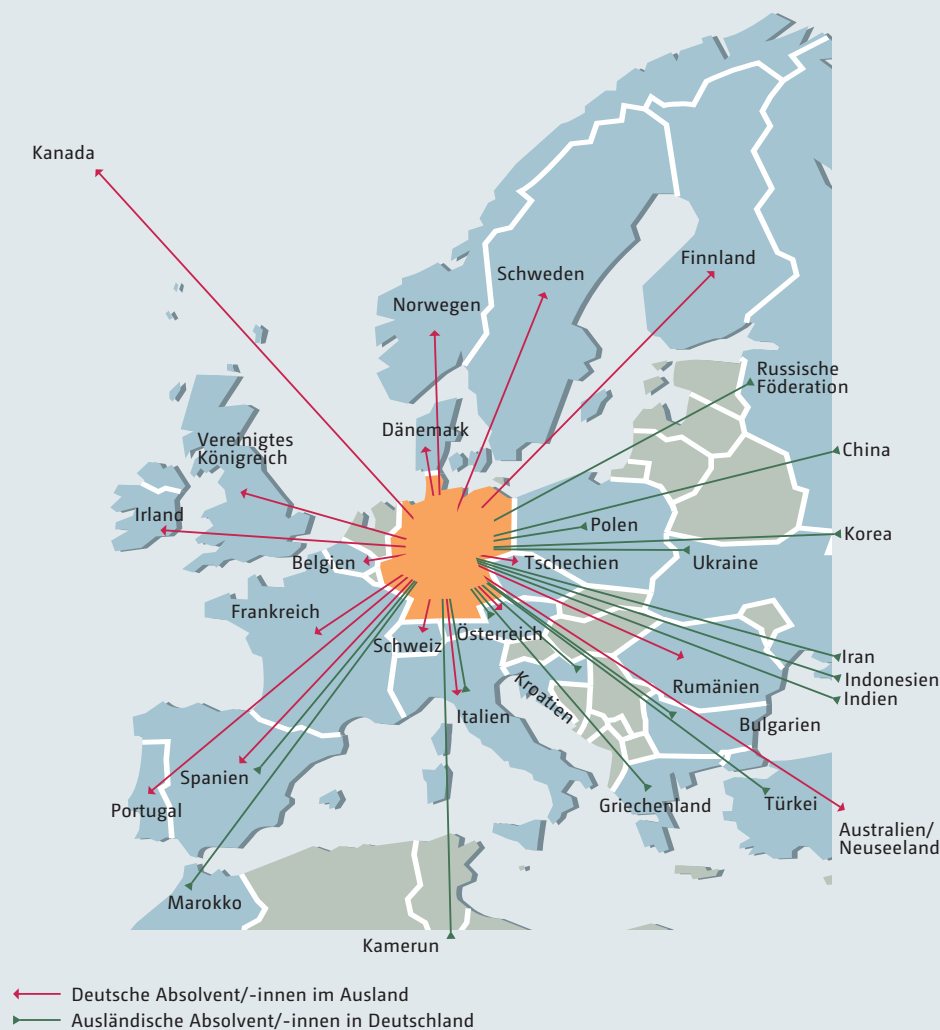 Kanada
Schweden
Finnland
Norwegen
Russische
Föderation
Dänemark
Vereinigtes
Königreich
China
Irland
Polen
Korea
Belgien
Tschechien
Ukraine
Frankreich
Österreich
Schweiz
Iran
Indonesien
Indien
Rumänien
Kroatien
Italien
Bulgarien
Spanien
Portugal
Griechenland
Türkei
Australien/
Neuseeland
Marokko
Kamerun
Deutsche Absolvent/-innen im Ausland
Ausländische Absolvent/-innen in Deutschland